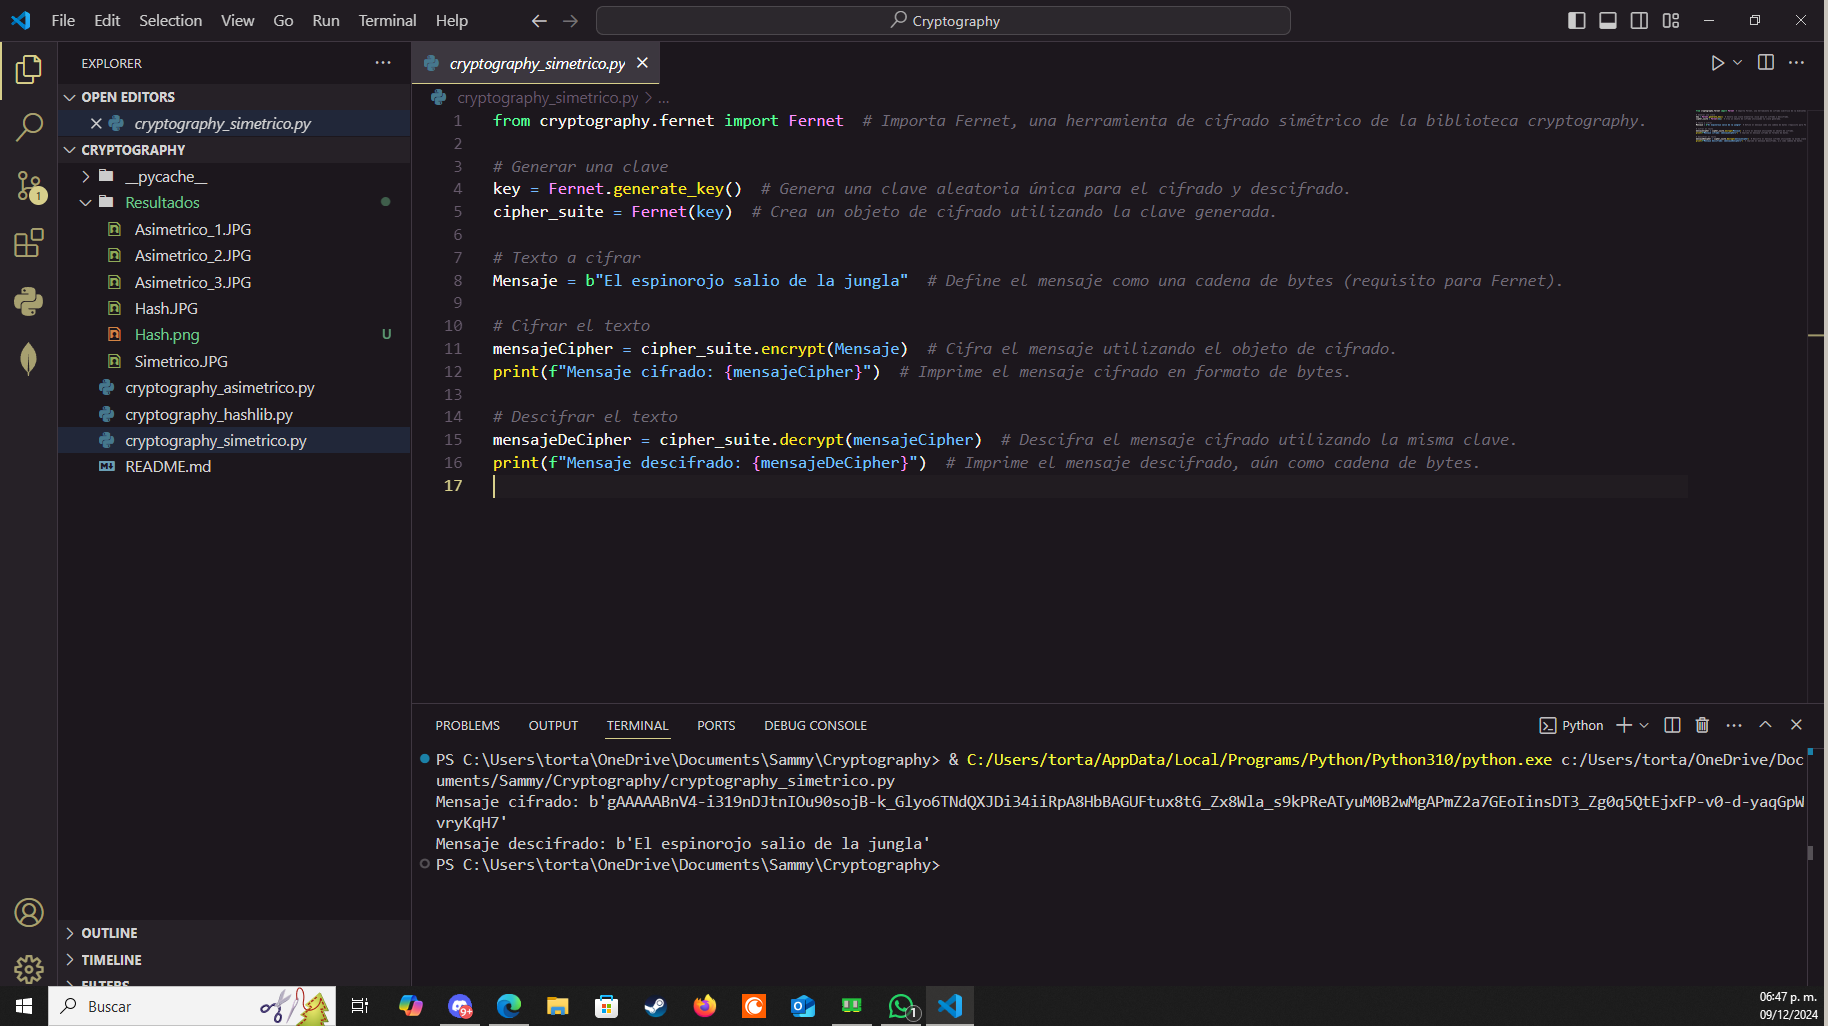 File Edit Selection View Go Run Terminal Help
Cryptography
EXPLORER
OPEN EDITORS
cryptography_simetrico.py
CRYPTOGRAPHY
__pycache__
Resultados
Asimetrico_1.JPG
Asimetrico_2.JPG
Asimetrico_3.JPG
Hash.JPG
Hash.png U
Simetrico.JPG
cryptography_asimetrico.py
cryptography_hashlib.py
cryptography_simetrico.py
README.md
OUTLINE
TIMELINE
FILTERS
1
cryptography_simetrico.py
cryptography_simetrico.py > ...
1 from cryptography.fernet import Fernet  # Importa Fernet, una herramienta de cifrado simétrico de la biblioteca cryptography.
2
3 # Generar una clave
4 key = Fernet.generate_key()  # Genera una clave aleatoria única para el cifrado y descifrado.
5 cipher_suite = Fernet(key)  # Crea un objeto de cifrado utilizando la clave generada.
6
7 # Texto a cifrar
8 Mensaje = b"El espinorojo salio de la jungla"  # Define el mensaje como una cadena de bytes (requisito para Fernet).
9
10 # Cifrar el texto
11 mensajeCipher = cipher_suite.encrypt(Mensaje)  # Cifra el mensaje utilizando el objeto de cifrado.
12 print(f"Mensaje cifrado: {mensajeCipher}")  # Imprime el mensaje cifrado en formato de bytes.
13
14 # Descifrar el texto
15 mensajeDeCipher = cipher_suite.decrypt(mensajeCipher)  # Descifra el mensaje cifrado utilizando la misma clave.
16 print(f"Mensaje descifrado: {mensajeDeCipher}")  # Imprime el mensaje descifrado, aún como cadena de bytes.
17
PROBLEMS OUTPUT TERMINAL PORTS DEBUG CONSOLE
Python
PS C:\Users\torta\OneDrive\Documents\Sammy\Cryptography> & C:/Users/torta/AppData/Local/Programs/Python/Python310/python.exe c:/Users/torta/OneDrive/Doc
uments/Sammy/Cryptography/cryptography_simetrico.py
Mensaje cifrado: b'gAAAAABnV4-i319nDJtnIOu90sojB-k_Glyo6TNdQXJDi34iiRpA8HbBAGUFtux8tG_Zx8Wla_s9kPReATyuM0B2wMgAPmZ2a7GEoIinsDT3_Zg0q5QtEjxFP-v0-d-yaqGpW
vryKqH7'
Mensaje descifrado: b'El espinorojo salio de la jungla'
PS C:\Users\torta\OneDrive\Documents\Sammy\Cryptography>
Buscar
9+
1
06:47 p. m.
09/12/2024